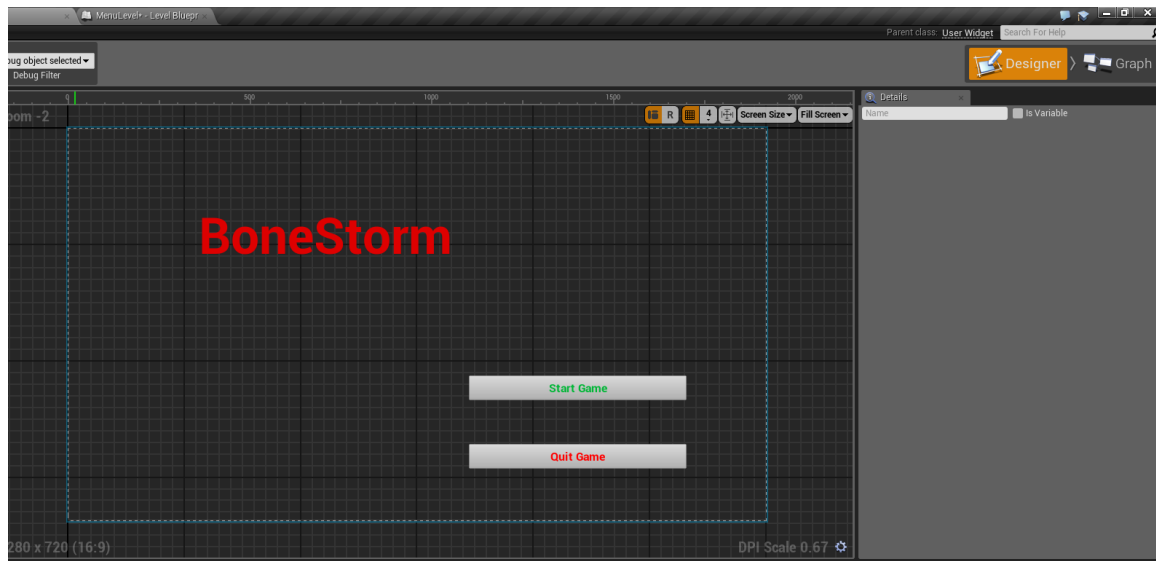 MenuLevel* - Level Bluepr
Parent class: User Widget Search For Help
bug object selected
Debug Filter
Designer Graph
Details
0 500 1000 1500 2000
oom -2
R 4 Screen Size Fill Screen
Name Is Variable
BoneStorm
Start Game
Quit Game
280 x 720 (16:9)
DPI Scale 0.67